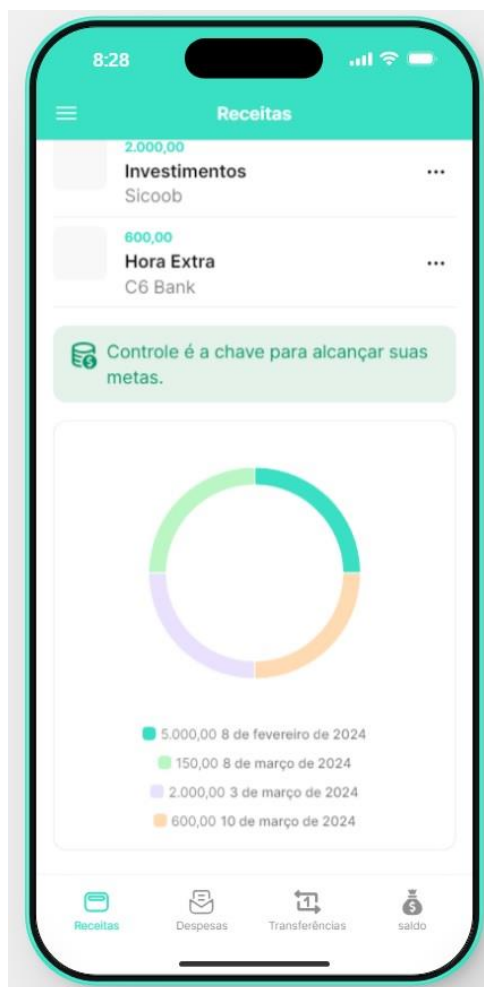 8:28
Receitas
2.000,00
Investimentos
Sicoob
600,00
Hora Extra
C6 Bank
Controle é a chave para alcançar suas
metas.
5.000,00 8 de fevereiro de 2024
150,00 8 de março de 2024
2.000,00 3 de março de 2024
600,00 10 de março de 2024
Receitas Despesas Transferências saldo